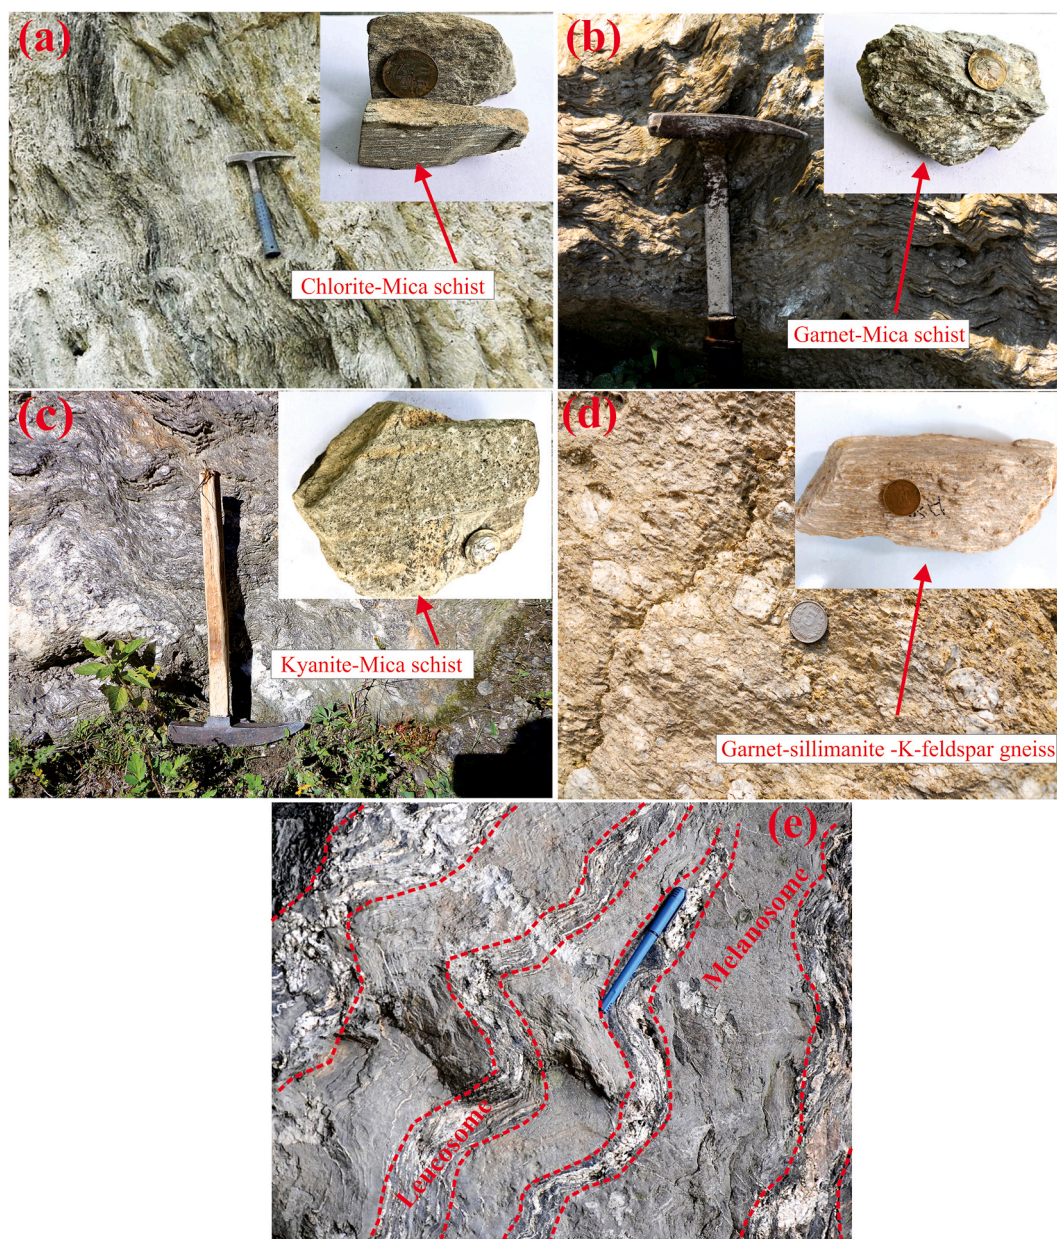 (a)
Chlorite-Mica schist
(b)
Garnet-Mica schist
(c)
Kyanite-Mica schist
(d)
Garnet-sillimanite -K-feldspar gneiss
(e)
Melanosome
Leucosome